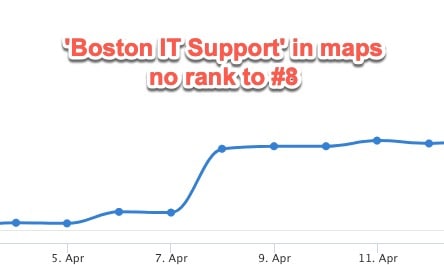 'Boston IT Support' in maps
no rank to #8
5. Apr 7. Apr 9. Apr 11. Apr